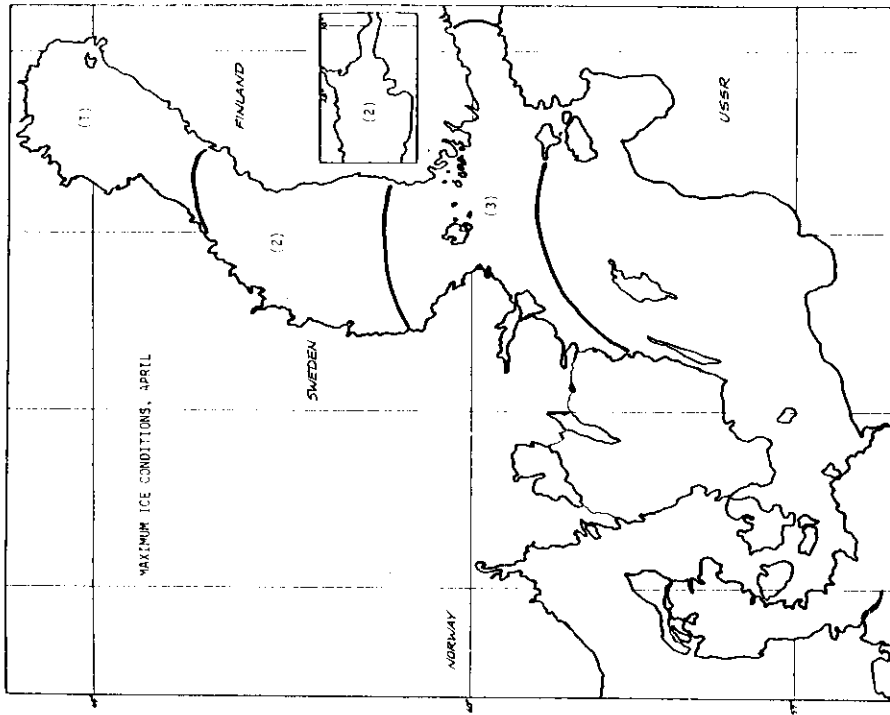 MAXIMUM ICE CONDITIONS, APRIL
(1)
FINLAND
(2)
(2)
SWEDEN
(3)
NORWAY
USSR